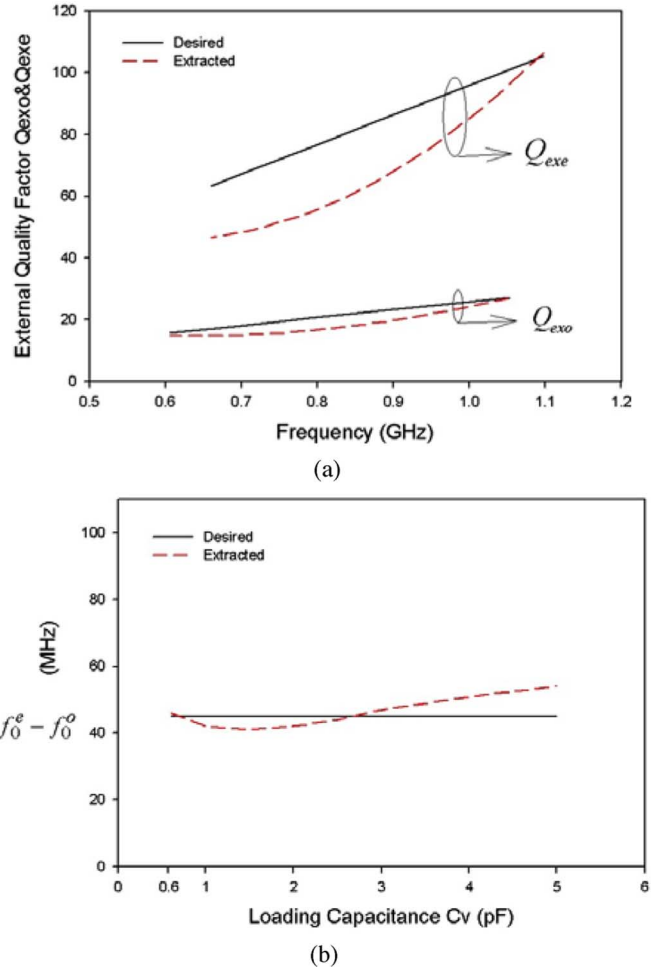 120
100
80
60
40
20
0
External Quality Factor Qexo&Qexe
Desired
Extracted
Qexe
Qexo
0.5 0.6 0.7 0.8 0.9 1.0 1.1 1.2
Frequency (GHz)
(a)
100
80
60
40
20
0
(MHz)
f0e – f0o
Desired
Extracted
0 0.6 1 2 3 4 5 6
Loading Capacitance Cv (pF)
(b)